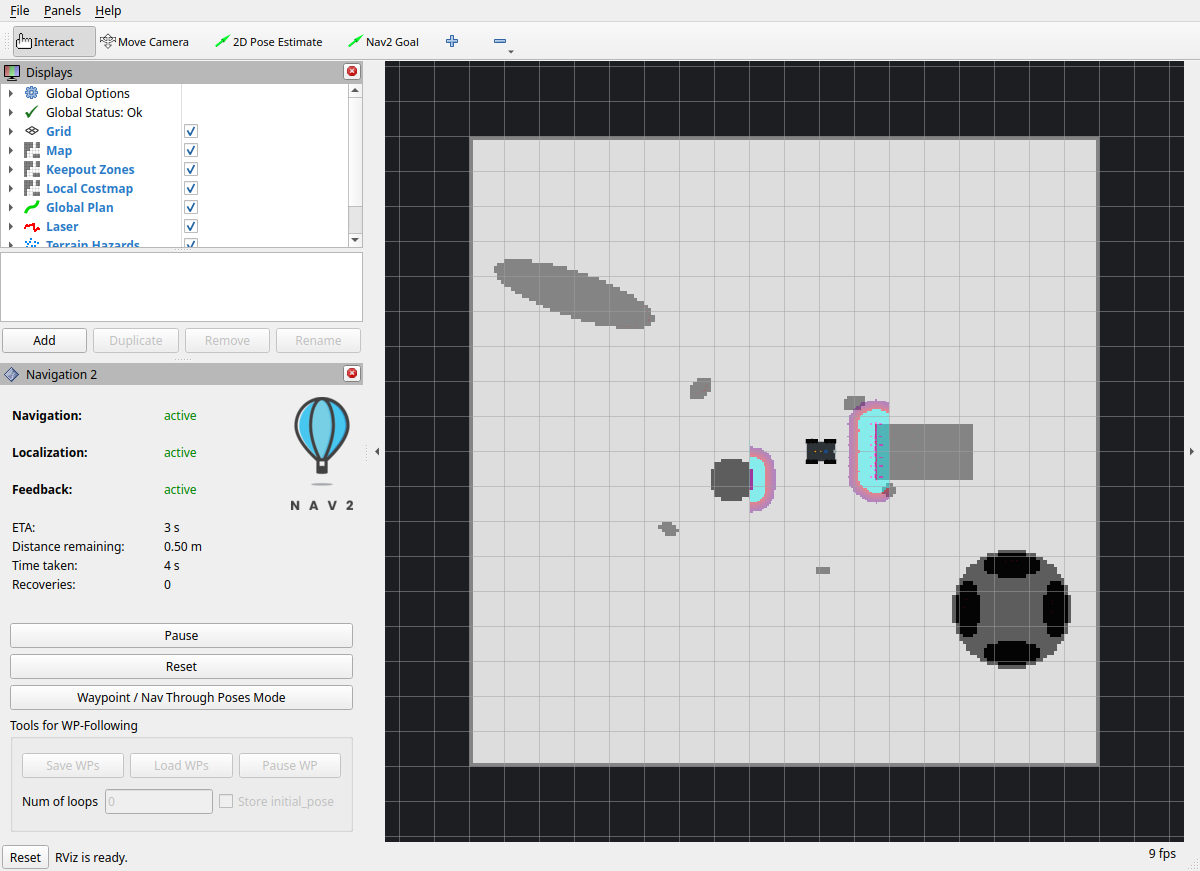 File Panels Help
Interact Move Camera 2D Pose Estimate Nav2 Goal
Displays
Global Options
Global Status: Ok
Grid
Map
Keepout Zones
Local Costmap
Global Plan
Laser
Terrain Hazards
Add Duplicate Remove Rename
Navigation 2
Navigation: active
Localization: active
Feedback: active
NAV2
ETA: 3 s
Distance remaining: 0.50 m
Time taken: 4 s
Recoveries: 0
Pause
Reset
Waypoint / Nav Through Poses Mode
Tools for WP-Following
Save WPs Load WPs Pause WP
Num of loops 0 Store initial_pose
Reset RViz is ready. 9 fps